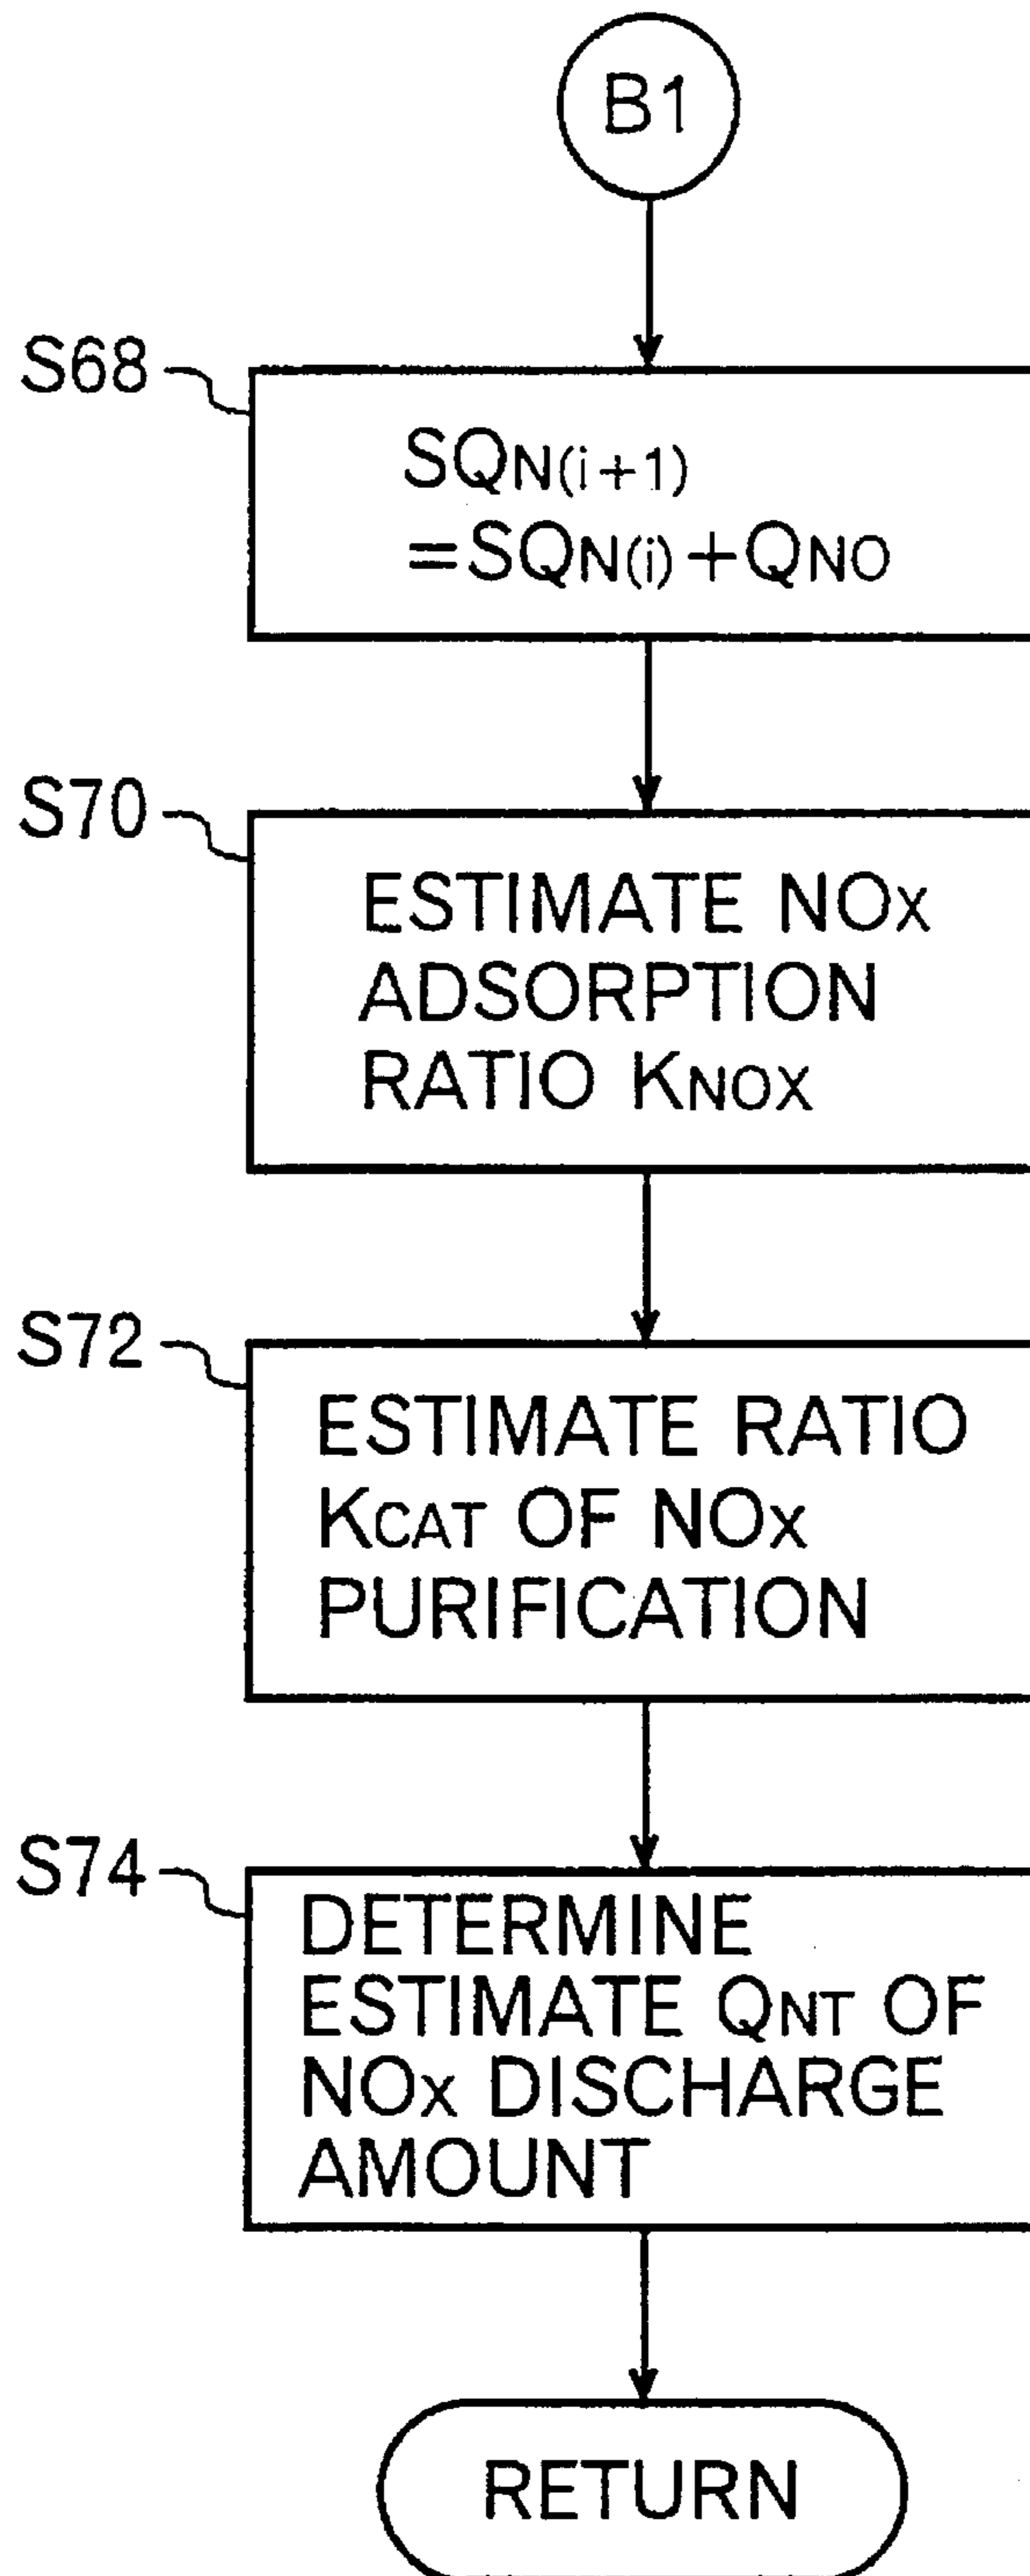 B1
S68
SQN(i+1)
=SQN(i)+QNO
S70
ESTIMATE NOx
ADSORPTION
RATIO KNOX
S72
ESTIMATE RATIO
KCAT OF NOx
PURIFICATION
S74
DETERMINE
ESTIMATE QNT OF
NOx DISCHARGE
AMOUNT
RETURN